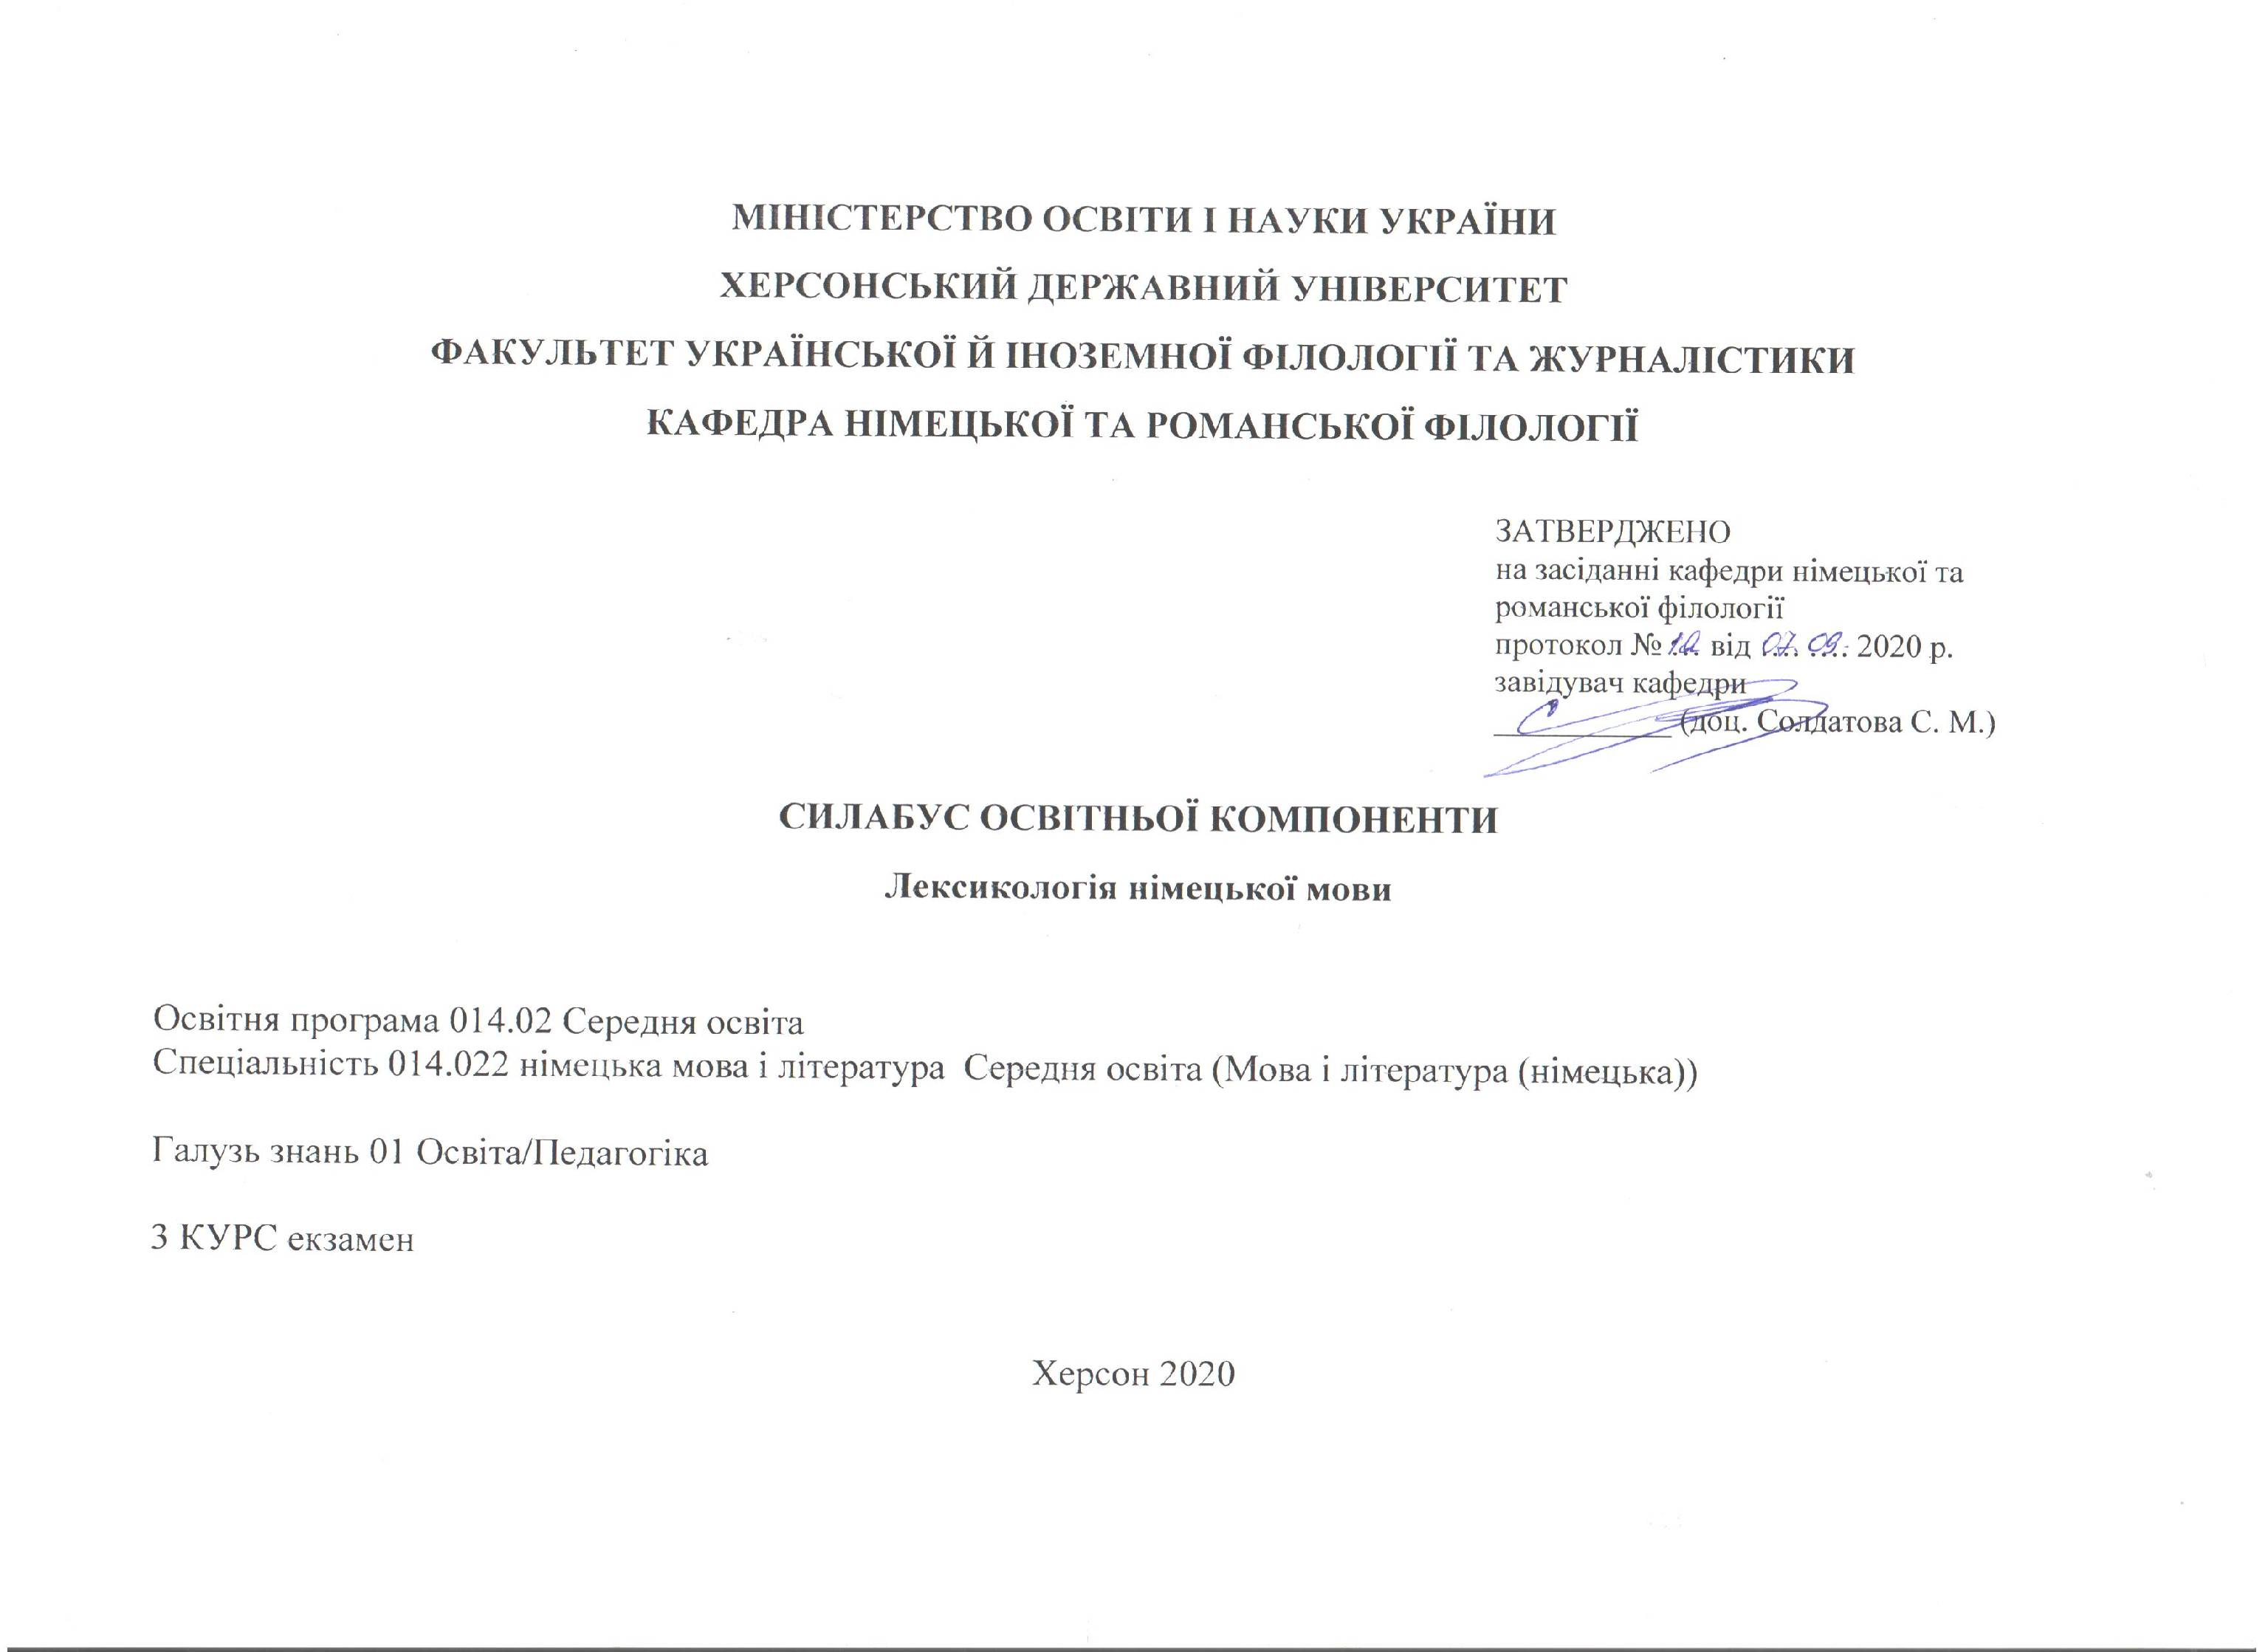 МІНІСТЕРСТВО ОСВІТИ І НАУКИ УКРАЇНИ
ХЕРСОНСЬКИЙ ДЕРЖАВНИЙ УНІВЕРСИТЕТ
ФАКУЛЬТЕТ УКРАЇНСЬКОЇ Й ІНОЗЕМНОЇ ФІЛОЛОГІЇ ТА ЖУРНАЛІСТИКИ
КАФЕДРА НІМЕЦЬКОЇ ТА РОМАНСЬКОЇ ФІЛОЛОГІЇ
ЗАТВЕРДЖЕНО
на засіданні кафедри німецької та
романської філології
протокол № від 07. 09. 2020 р.
завідувач кафедри
(доц. Солдатова С. М.)
СИЛАБУС ОСВІТНЬОЇ КОМПОНЕНТИ
Лексикологія німецької мови
Освітня програма 014.02 Середня освіта
Спеціальність 014.022 німецька мова і література Середня освіта (Мова і література (німецька))
Галузь знань 01 Освіта/Педагогіка
3 КУРС екзамен
Херсон 2020